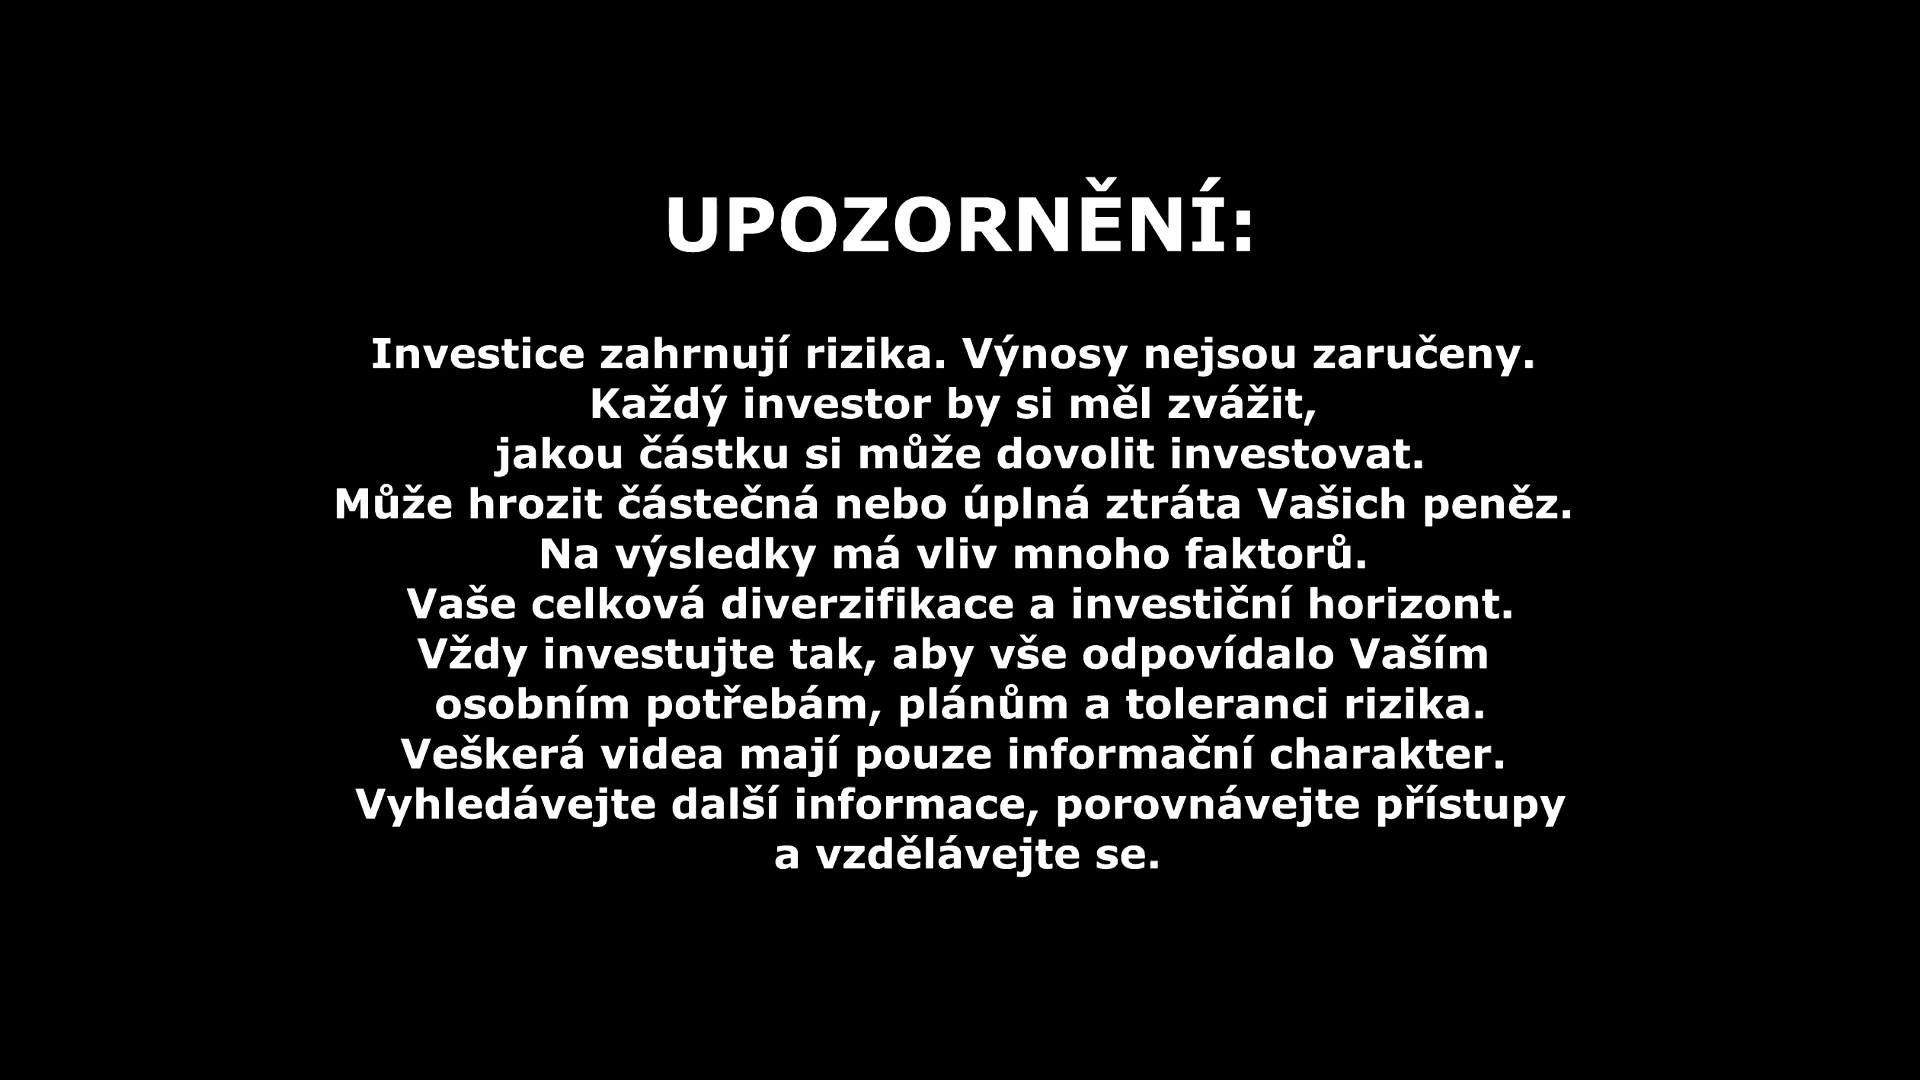 UPOZORNĚNÍ:
Investice zahrnují rizika. Výnosy nejsou zaručeny.
Každý investor by si měl zvážit,
jakou částku si může dovolit investovat.
Může hrozit částečná nebo úplná ztráta Vašich peněz.
Na výsledky má vliv mnoho faktorů.
Vaše celková diverzifikace a investiční horizont.
Vždy investujte tak, aby vše odpovídalo Vaším
osobním potřebám, plánům a toleranci rizika.
Veškerá videa mají pouze informační charakter.
Vyhledávejte další informace, porovnávejte přístupy
a vzdělávejte se.